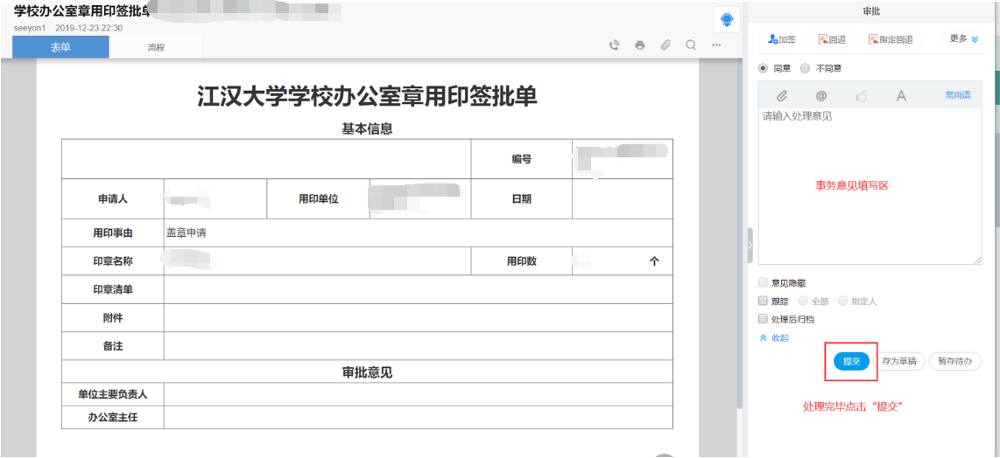 学校办公室章用印签批单
seeyon1 2019-12-23 22:30
表单 流程
江汉大学学校办公室章用印签批单
基本信息
编号
申请人 用印单位 日期
用印事由 盖章申请
印章名称 用印数 个
印章清单
附件
备注
审批意见
单位主要负责人
办公室主任
审批
加签 回退 指定回退 更多
同意 不同意
@ A 常用语
请输入处理意见
事务意见填写区
意见隐藏
跟踪 全部 指定人
处理后归档
收起
提交 存为草稿 暂存待办
处理完毕点击“提交”